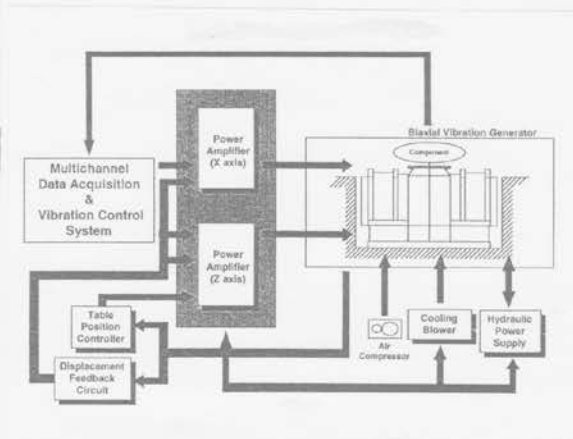 Power
Amplifier
(X axis)
Biaxial Vibration Generator
Component
Multichannel
Data Acquisition
&
Vibration Control
System
Power
Amplifier
(Z axis)
Table
Position
Controller
Air
Compressor
Cooling
Blower
Hydraulic
Power
Supply
Displacement
Feedback
Circuit